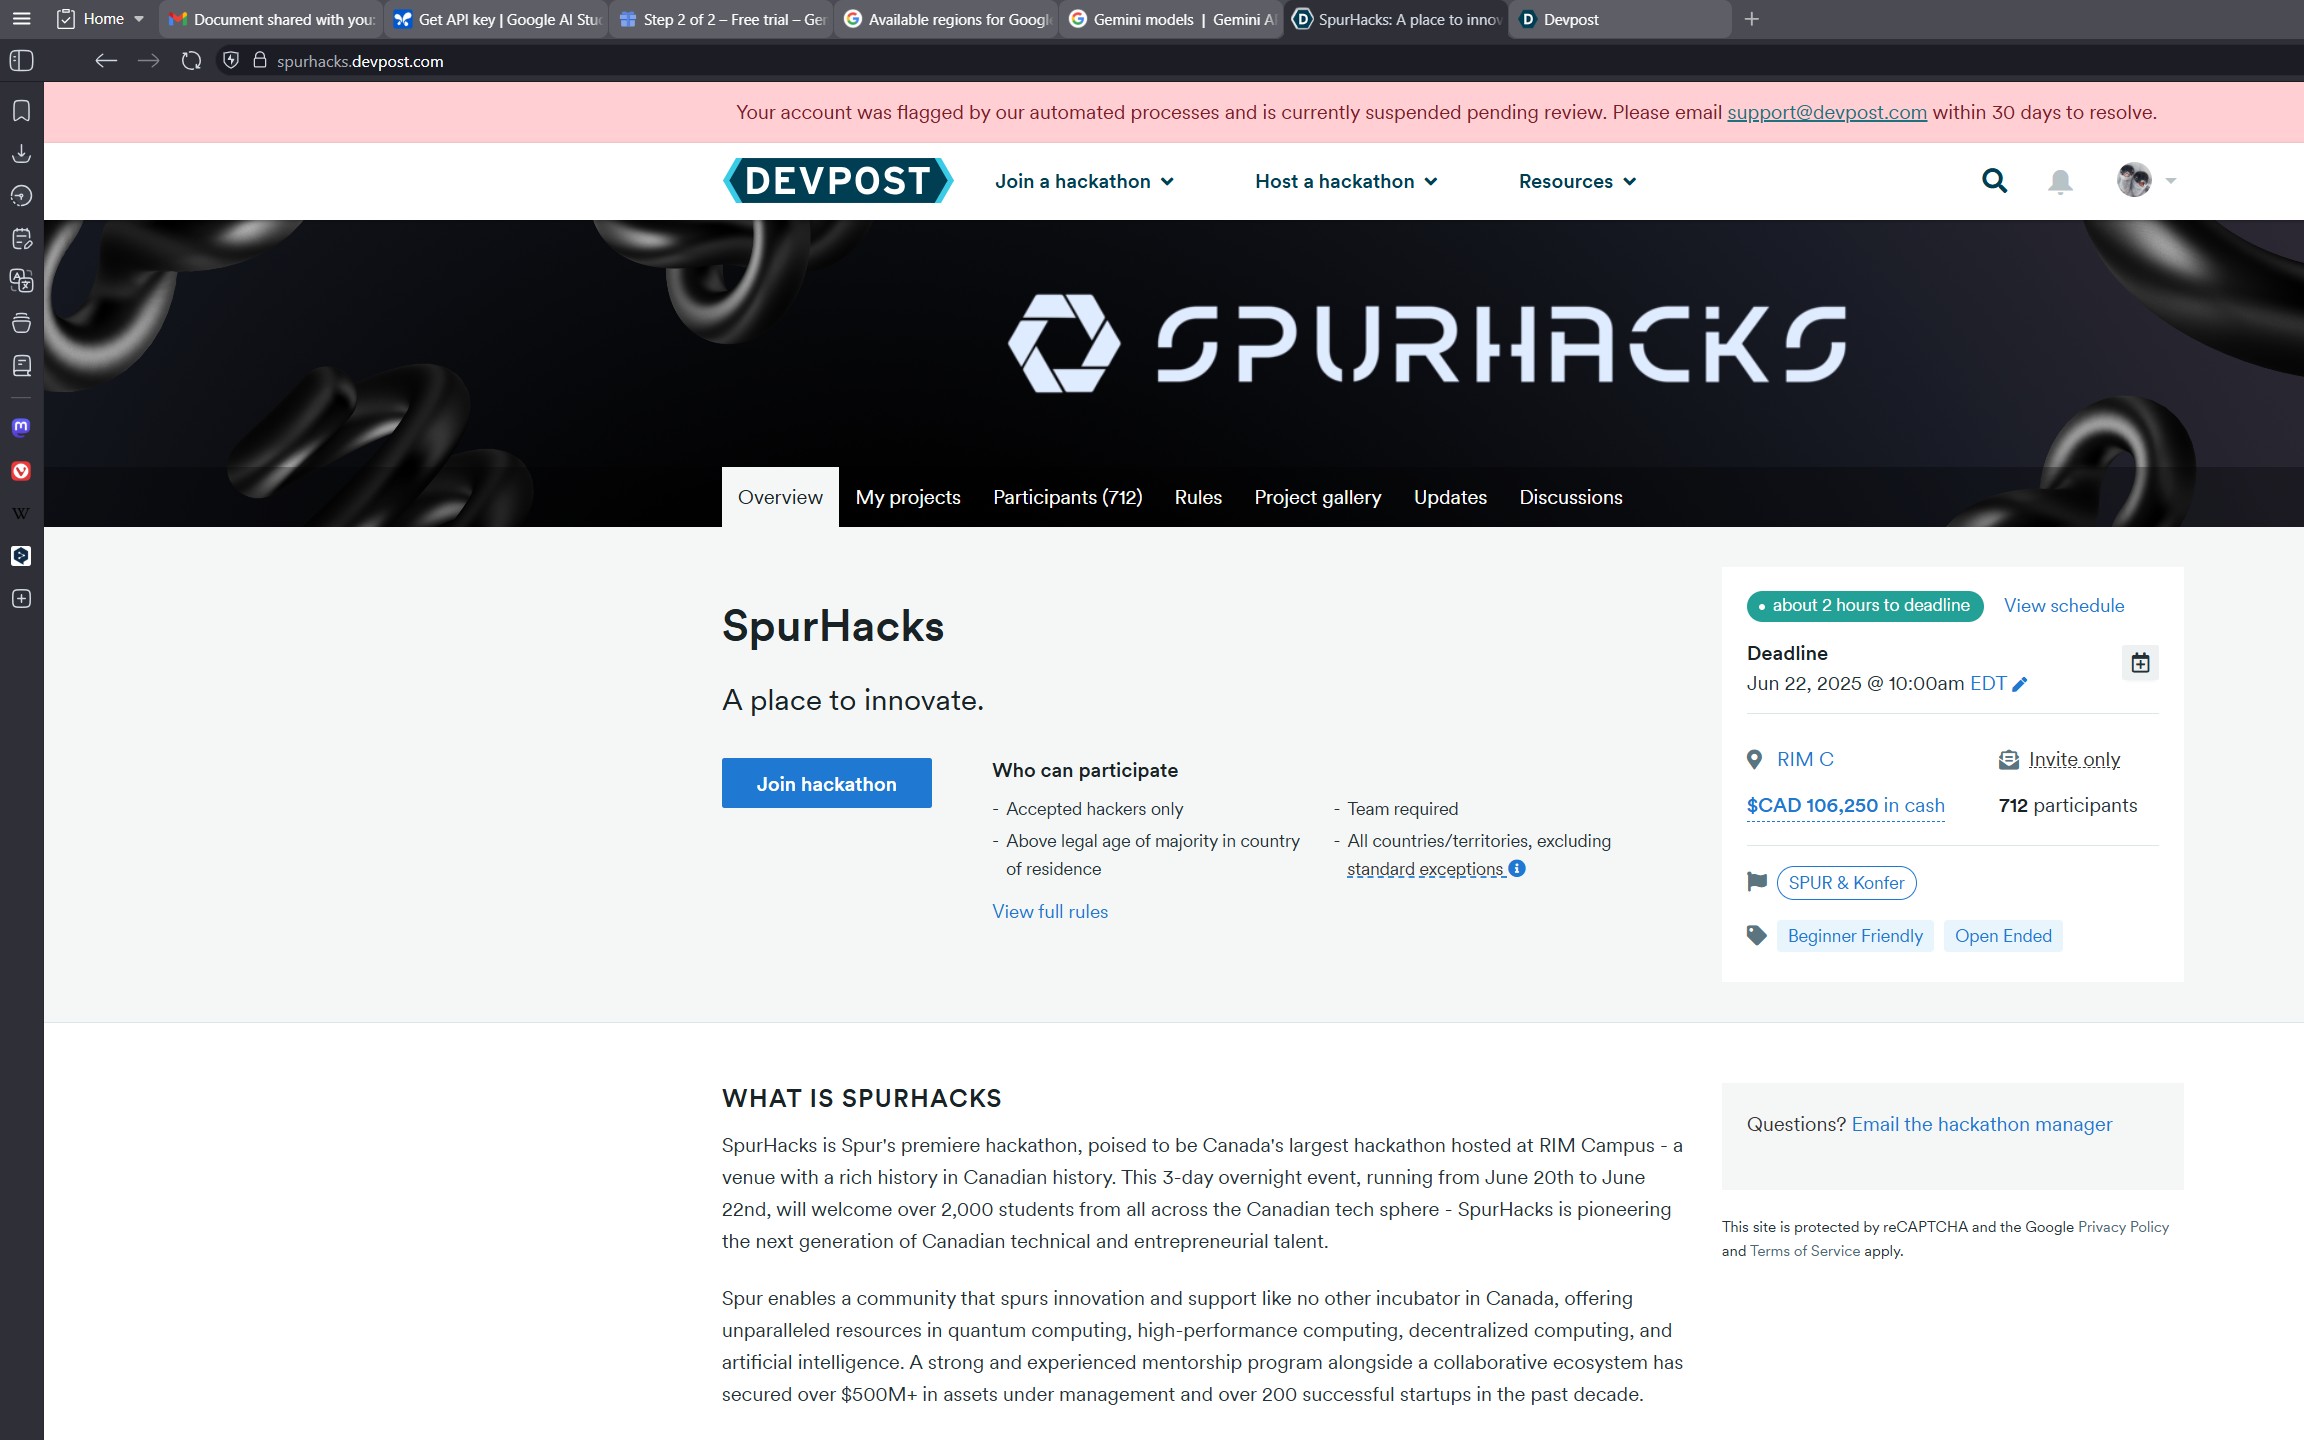 Home
Document shared with you:
Get API key | Google AI Stu
Step 2 of 2 – Free trial – Ge
Available regions for Googl
Gemini models | Gemini A
SpurHacks: A place to innov
Devpost
spurhacks.devpost.com
Your account was flagged by our automated processes and is currently suspended pending review. Please email support@devpost.com within 30 days to resolve.
DEVPOST
Join a hackathon
Host a hackathon
Resources
SPURHACKS
Overview
My projects
Participants (712)
Rules
Project gallery
Updates
Discussions
SpurHacks
A place to innovate.
Join hackathon
Who can participate
- Accepted hackers only
- Above legal age of majority in country
of residence
- Team required
- All countries/territories, excluding
standard exceptions
View full rules
about 2 hours to deadline
View schedule
Deadline
Jun 22, 2025 @ 10:00am EDT
RIM C
Invite only
$CAD 106,250 in cash
712 participants
SPUR & Konfer
Beginner Friendly
Open Ended
WHAT IS SPURHACKS
SpurHacks is Spur's premiere hackathon, poised to be Canada's largest hackathon hosted at RIM Campus - a
venue with a rich history in Canadian history. This 3-day overnight event, running from June 20th to June
22nd, will welcome over 2,000 students from all across the Canadian tech sphere - SpurHacks is pioneering
the next generation of Canadian technical and entrepreneurial talent.
Spur enables a community that spurs innovation and support like no other incubator in Canada, offering
unparalleled resources in quantum computing, high-performance computing, decentralized computing, and
artificial intelligence. A strong and experienced mentorship program alongside a collaborative ecosystem has
secured over $500M+ in assets under management and over 200 successful startups in the past decade.
Questions? Email the hackathon manager
This site is protected by reCAPTCHA and the Google Privacy Policy
and Terms of Service apply.